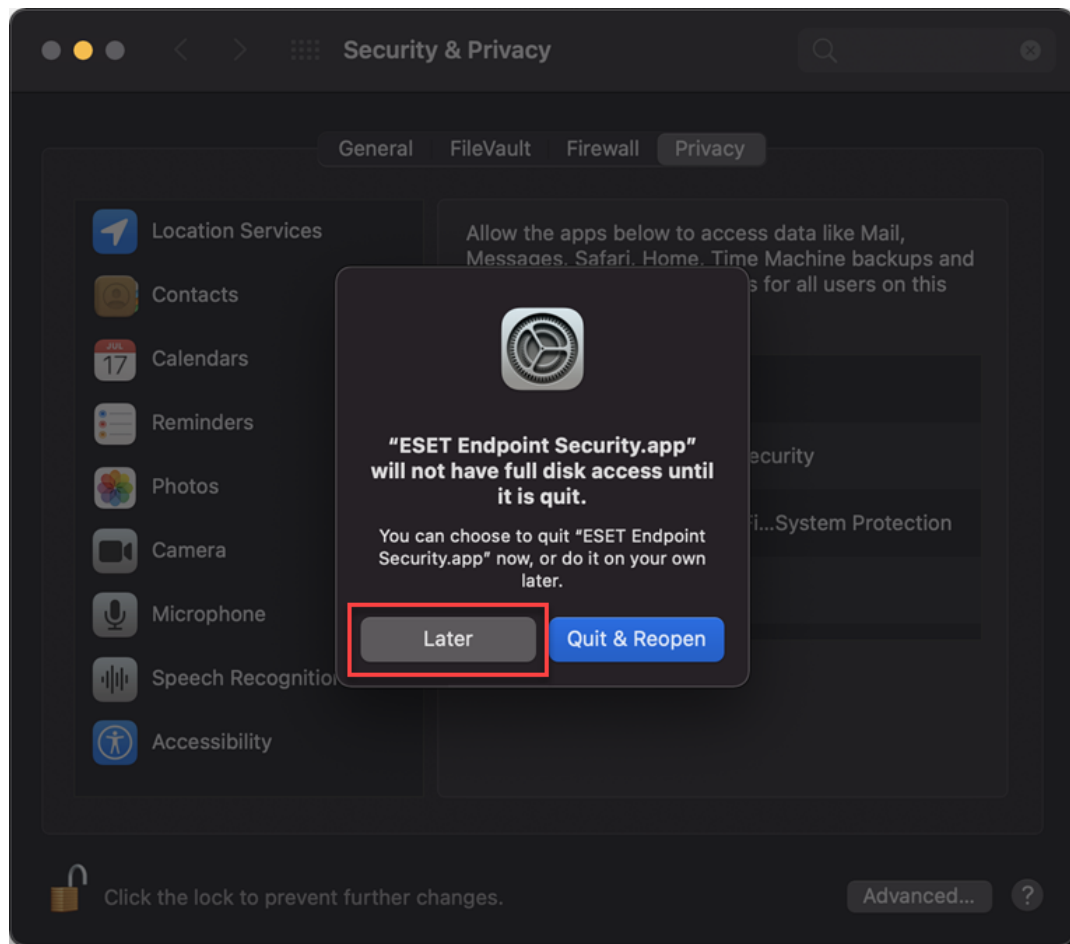 Security & Privacy
General FileVault Firewall Privacy
Location Services
Contacts
JUL
17
Calendars
Reminders
Photos
Camera
Microphone
Speech Recognition
Accessibility
Allow the apps below to access data like Mail,
Messages, Safari, Home, Time Machine backups and
s for all users on this
ecurity
Fi...System Protection
“ESET Endpoint Security.app”
will not have full disk access until
it is quit.
You can choose to quit “ESET Endpoint
Security.app” now, or do it on your own
later.
Later Quit & Reopen
Click the lock to prevent further changes.
Advanced... ?